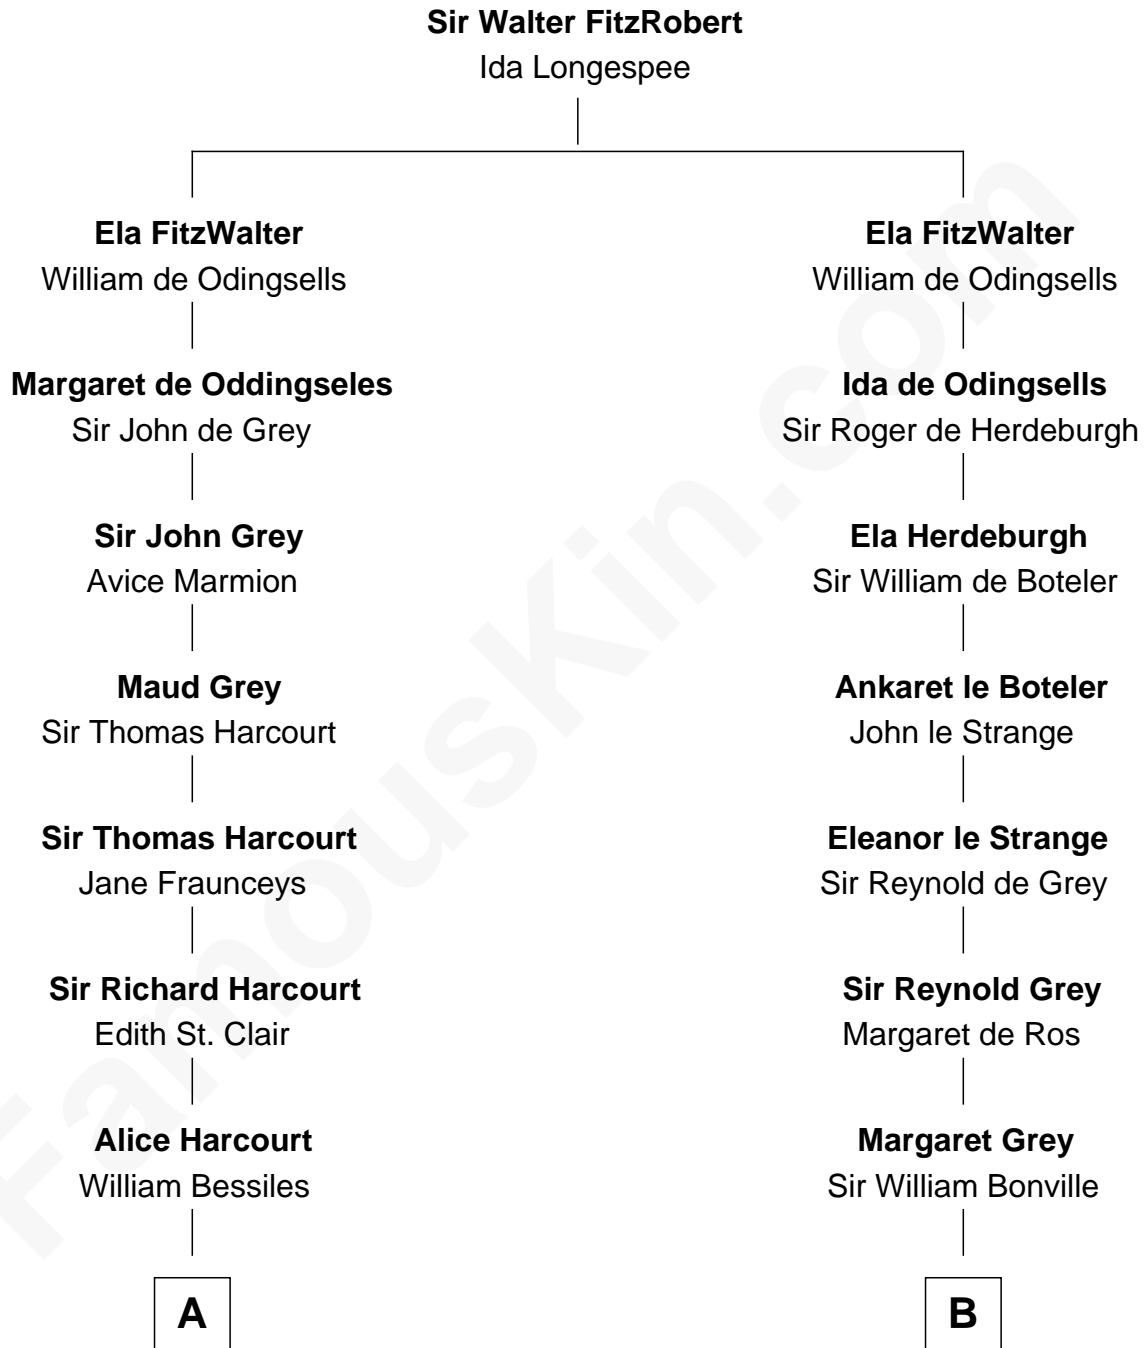 Sir Walter FitzRobert
Ida Longespee
Ela FitzWalter
William de Odingsells
Margaret de Oddingseles
Sir John de Grey
Sir John Grey
Avice Marmion
Maud Grey
Sir Thomas Harcourt
Sir Thomas Harcourt
Jane Fraunceys
Sir Richard Harcourt
Edith St. Clair
Alice Harcourt
William Bessiles
A
Ela FitzWalter
William de Odingsells
Ida de Odingsells
Sir Roger de Herdeburgh
Ela Herdeburgh
Sir William de Boteler
Ankaret le Boteler
John le Strange
Eleanor le Strange
Sir Reynold de Grey
Sir Reynold Grey
Margaret de Ros
Margaret Grey
Sir William Bonville
B
FamousKin.com